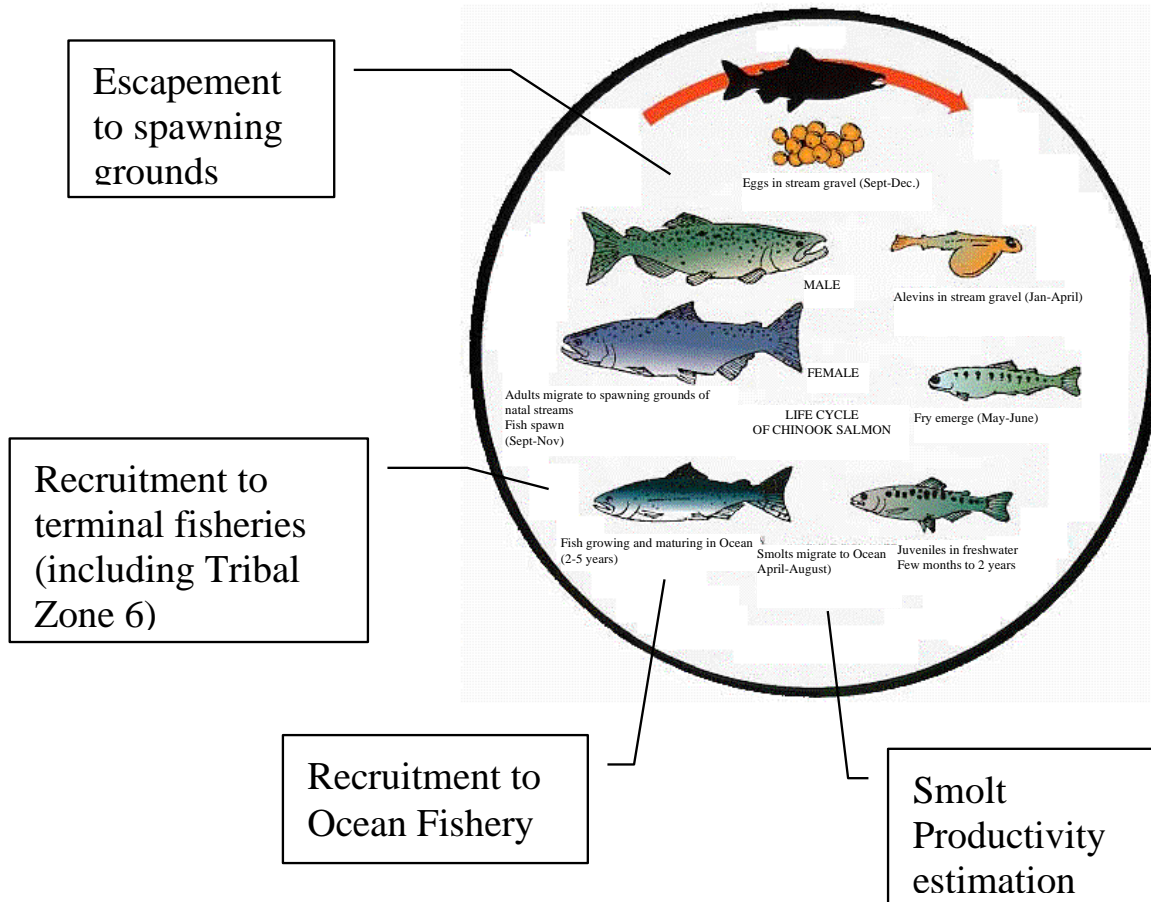 Escapement
to spawning
grounds
Eggs in stream gravel (Sept-Dec.)
MALE
Alevins in stream gravel (Jan-April)
FEMALE
Adults migrate to spawning grounds of
natal streams
Fish spawn
(Sept-Nov)
LIFE CYCLE
OF CHINOOK SALMON
Fry emerge (May-June)
Recruitment to
terminal fisheries
(including Tribal
Zone 6)
Fish growing and maturing in Ocean
(2-5 years)
Smolts migrate to Ocean
April-August)
Juveniles in freshwater
Few months to 2 years
Recruitment to
Ocean Fishery
Smolt
Productivity
estimation